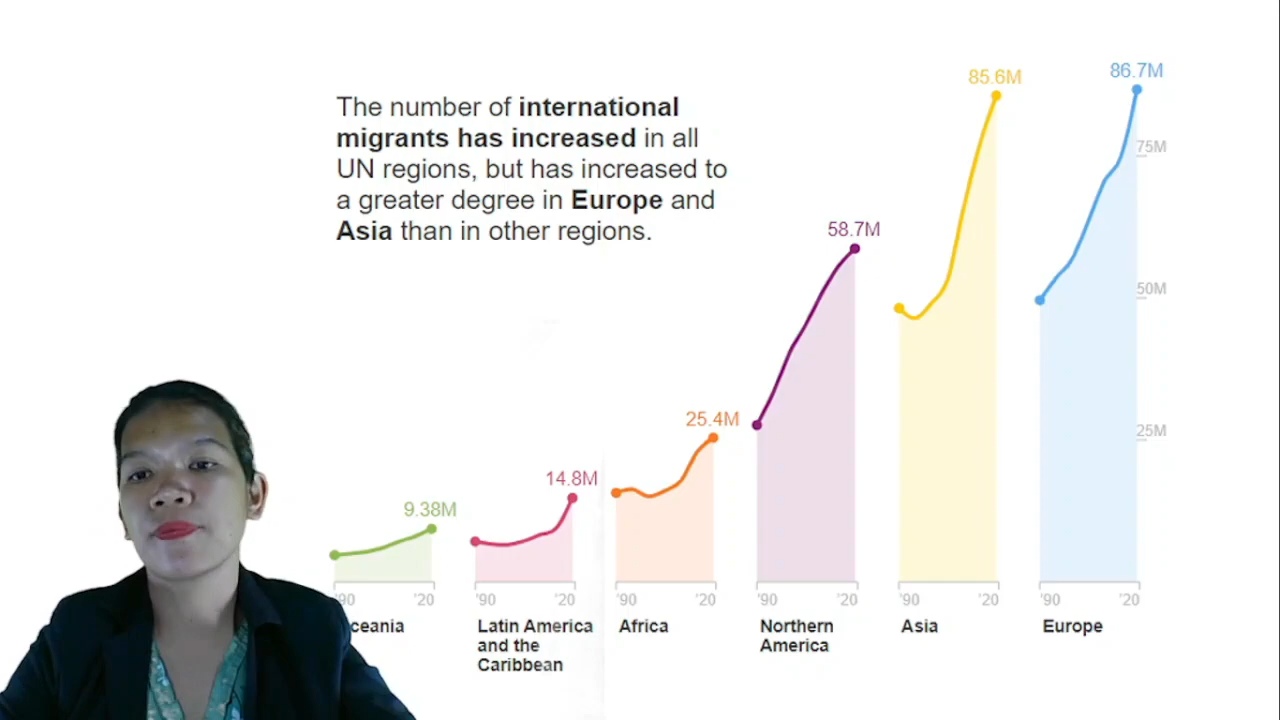 The number of international
migrants has increased in all
UN regions, but has increased to
a greater degree in Europe and
Asia than in other regions.
85.6M
86.7M
75M
58.7M
50M
25.4M
25M
14.8M
9.38M
'90 '20
'90 '20
'90 '20
'90 '20
'90 '20
'90 '20
ceania
Latin America
and the
Caribbean
Africa
Northern
America
Asia
Europe